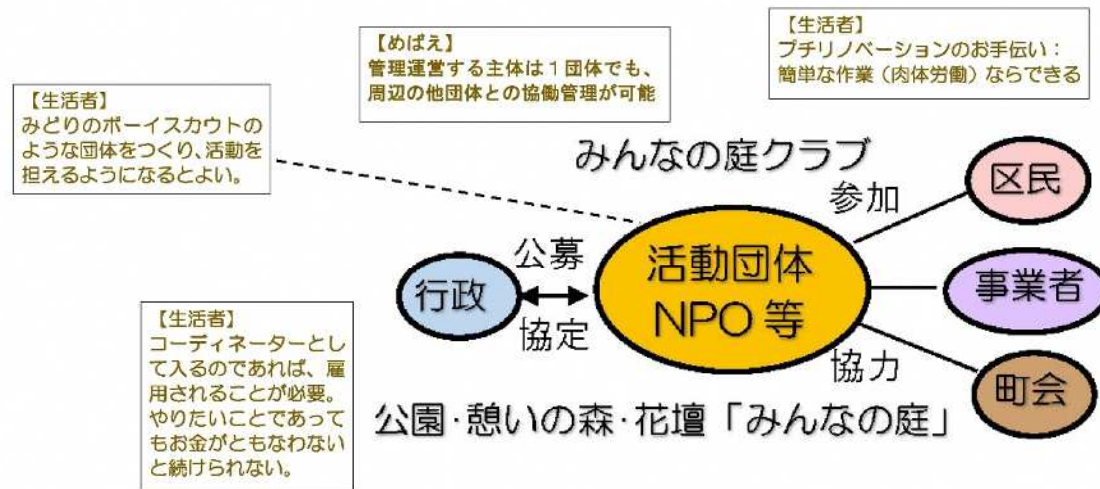 【生活者】
プチリノベーションのお手伝い：
簡単な作業（肉体労働）ならできる
【めばえ】
管理運営する主体は１団体でも、
周辺の他団体との協働管理が可能
【生活者】
みどりのボーイスカウトの
ような団体をつくり、活動を
担えるようになるとよい。
みんなの庭クラブ
参加
区民
行政
公募
協定
活動団体
NPO 等
事業者
協力
町会
【生活者】
コーディネーターとし
て入るのであれば、雇
用されることが必要。
やりたいことであって
もお金がともなわない
と続けられない。
公園・憩いの森・花壇「みんなの庭」